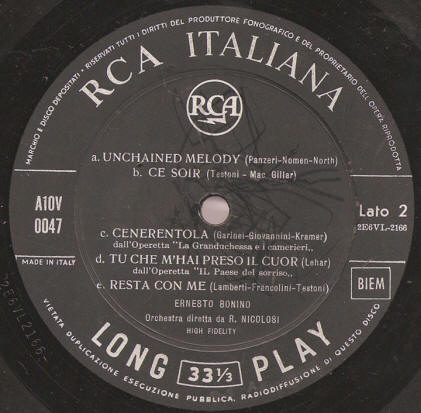 MARCHIO E DISCO DEPOSITATI • RISERVATI TUTTI I DIRITTI DEL PRODUTTORE FONOGRAFICO E DEL PROPRIETARIO DELL'OPERA RIPRODOTTA
RCA ITALIANA
RCA
a. UNCHAINED MELODY (Panzeri-Nomen-North)
b. CE SOIR (Testoni - Mac Gillar)
A10V
0047
Lato 2
2E6VL-2166
c. CENERENTOLA (Garinei-Giovannini-Kramer)
dall'Operetta "La Granduchessa e i camerieri,,
d. TU CHE M'HAI PRESO IL CUOR (Lehar)
dall'Operetta "IL Paese del sorriso,,
e. RESTA CON ME (Lamberti-Francolini-Testoni)
MADE IN ITALY
BIEM
ERNESTO BONINO
Orchestra diretta da R. NICOLOSI
HIGH FIDELITY
LONG 33 1/3 PLAY
VIETATA DUPLICAZIONE ESECUZIONE PUBBLICA, RADIODIFFUSIONE DI QUESTO DISCO
2E6VL2166-